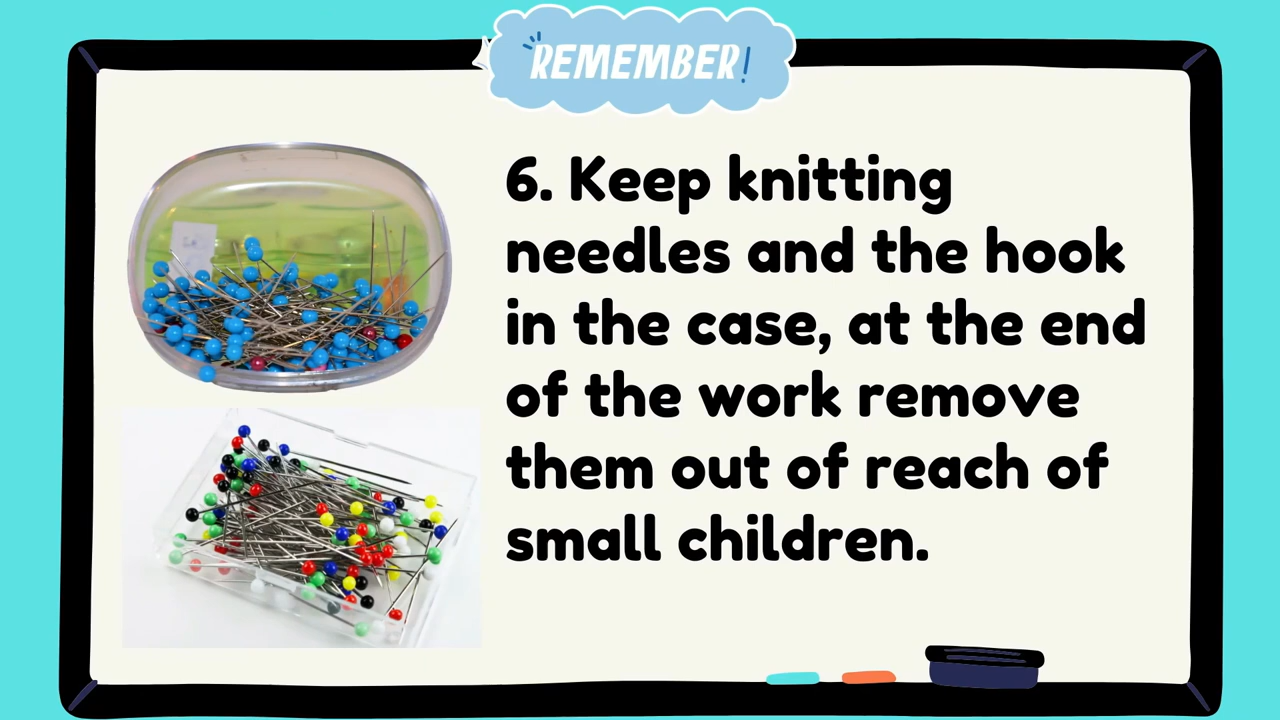 REMEMBER!
6. Keep knitting
needles and the hook
in the case, at the end
of the work remove
them out of reach of
small children.